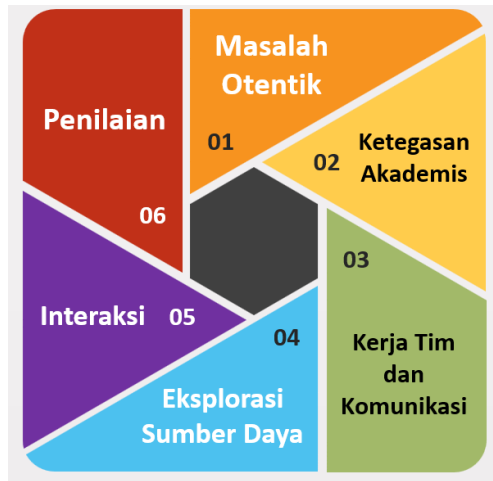 Masalah
Otentik
01
02
Ketegasan
Akademis
03
Kerja Tim
dan
Komunikasi
04
Eksplorasi
Sumber Daya
Interaksi 05
Penilaian
06